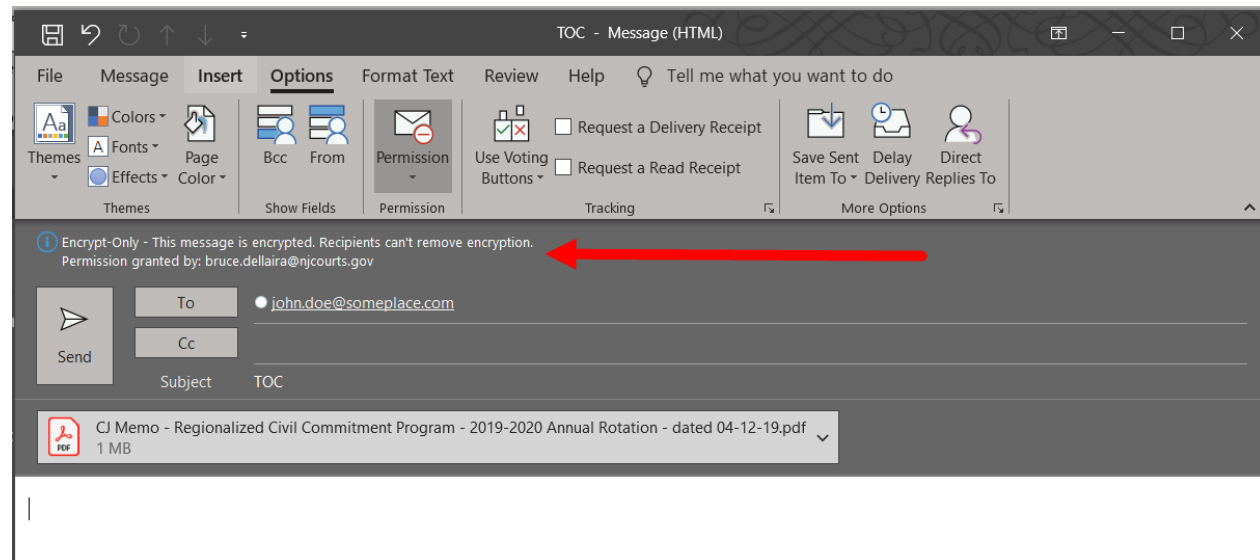 TOC - Message (HTML)
File Message Insert Options Format Text Review Help Tell me what you want to do
Aa Colors
A Fonts
Effects
Themes
Page
Color
Bcc From
Permission
Use Voting
Buttons
Request a Delivery Receipt
Request a Read Receipt
Save Sent
Item To
Delay
Delivery
Direct
Replies To
Themes Show Fields Permission Tracking More Options
Encrypt-Only - This message is encrypted. Recipients can't remove encryption.
Permission granted by: bruce.dellaira@njcourts.gov
Send
To john.doe@someplace.com
Cc
Subject TOC
PDF
CJ Memo - Regionalized Civil Commitment Program - 2019-2020 Annual Rotation - dated 04-12-19.pdf
1 MB